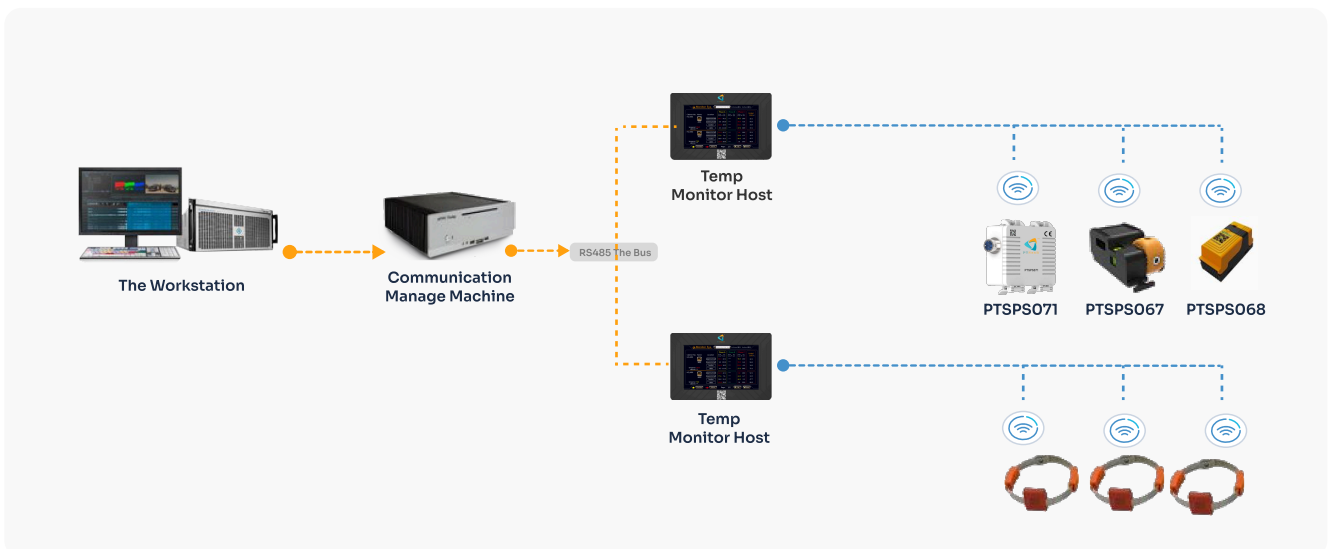 Temp
Monitor Host
The Workstation
Communication
Manage Machine
RS485 The Bus
PTSPS071
PTSPS067
PTSPS068
Temp
Monitor Host